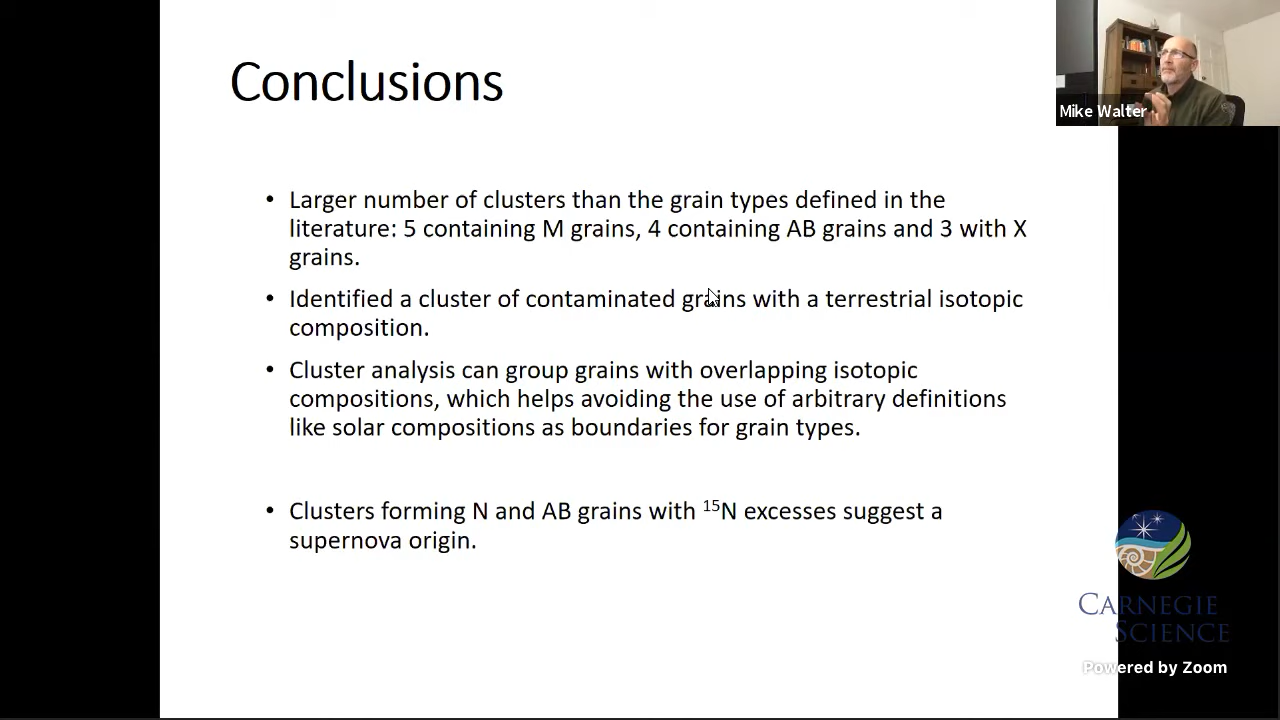 Conclusions
Mike Walter
• Larger number of clusters than the grain types defined in the
literature: 5 containing M grains, 4 containing AB grains and 3 with X
grains.
• Identified a cluster of contaminated grains with a terrestrial isotopic
composition.
• Cluster analysis can group grains with overlapping isotopic
compositions, which helps avoiding the use of arbitrary definitions
like solar compositions as boundaries for grain types.
• Clusters forming N and AB grains with ¹⁵N excesses suggest a
supernova origin.
CARNEGIE
SCIENCE
Powered by Zoom